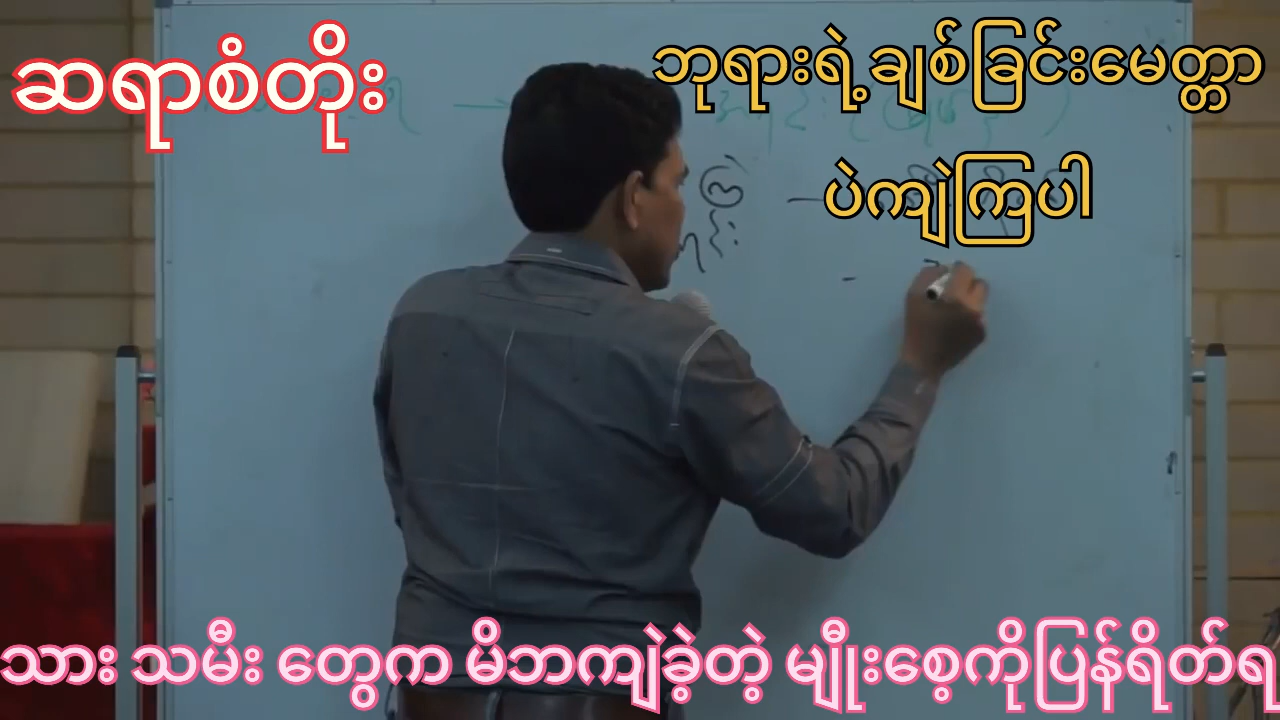 ဆရာစံတိုး
ဘုရားရဲ့ချစ်ခြင်းမေတ္တာ
ပဲကျဲကြပါ
သား သမီး တွေက မိဘကျဲခဲ့တဲ့ မျိုးစေ့ကိုပြန်ရိတ်ရ